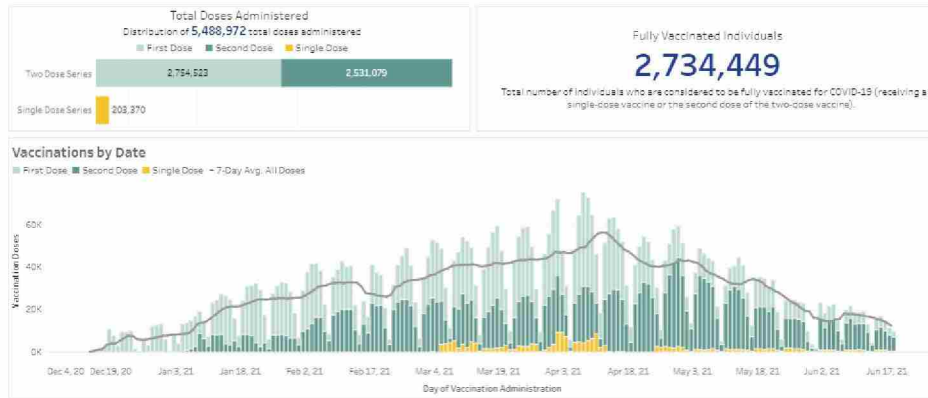 Total Doses Administered
Distribution of 5,488,972 total doses administered
First Dose Second Dose Single Dose
Two Dose Series 2,754,523 2,531,079
Single Dose Series 203,370
Fully Vaccinated Individuals
2,734,449
Total number of individuals who are considered to be fully vaccinated for COVID-19 (receiving a
single-dose vaccine or the second dose of the two-dose vaccine).
Vaccinations by Date
First Dose Second Dose Single Dose 7-Day Avg. All Doses
Vaccination Doses
60K
40K
20K
0K
Dec 4, 20 Dec 19, 20 Jan 3, 21 Jan 18, 21 Feb 2, 21 Feb 17, 21 Mar 4, 21 Mar 19, 21 Apr 3, 21 Apr 18, 21 May 3, 21 May 18, 21 Jun 2, 21 Jun 17, 21
Day of Vaccination Administration